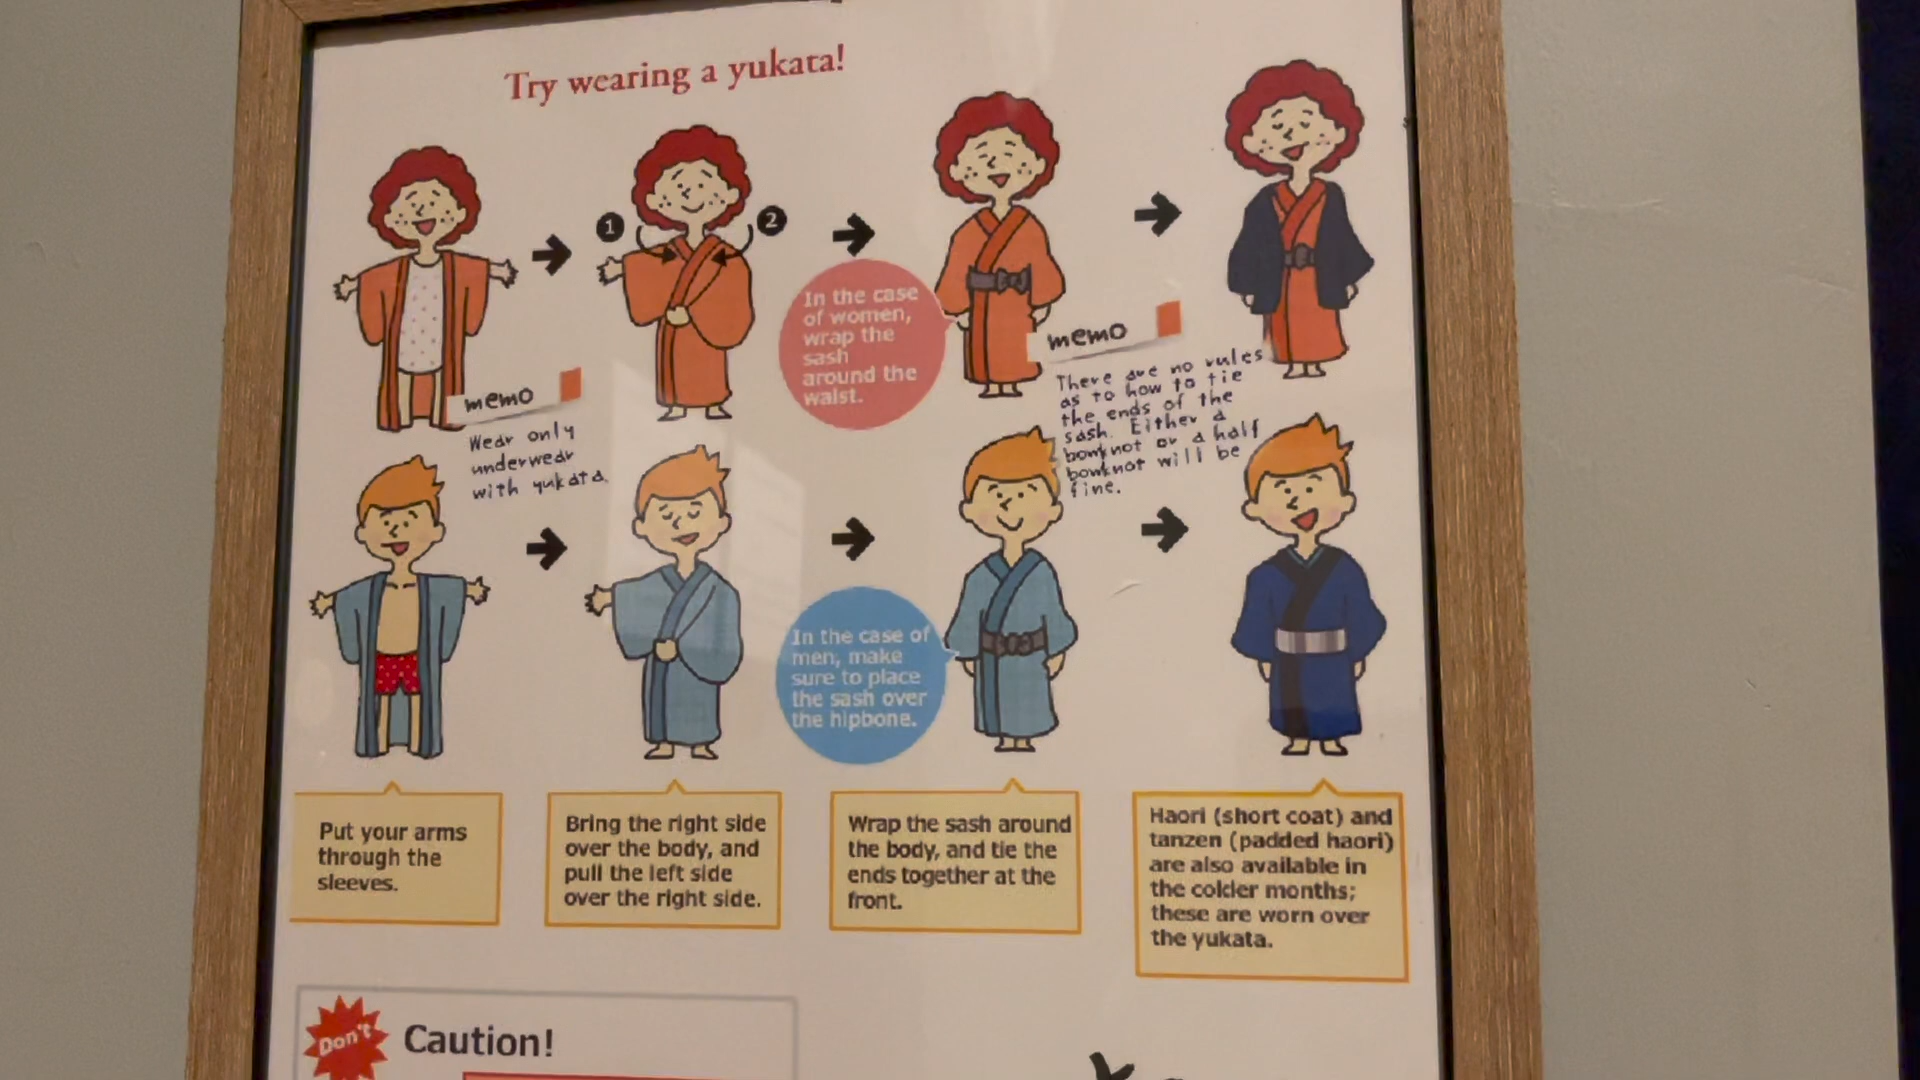 Try wearing a yukata!
1
2
In the case
of women,
wrap the
sash
around the
waist.
memo
There are no rules
as to how to tie
the ends of the
sash. Either a
bowknot or a half
bowknot will be
fine.
memo
Wear only
underwear
with yukata.
In the case of
men, make
sure to place
the sash over
the hipbone.
Put your arms
through the
sleeves.
Bring the right side
over the body, and
pull the left side
over the right side.
Wrap the sash around
the body, and tie the
ends together at the
front.
Haori (short coat) and
tanzen (padded haori)
are also available in
the colder months;
these are worn over
the yukata.
Don't
Caution!